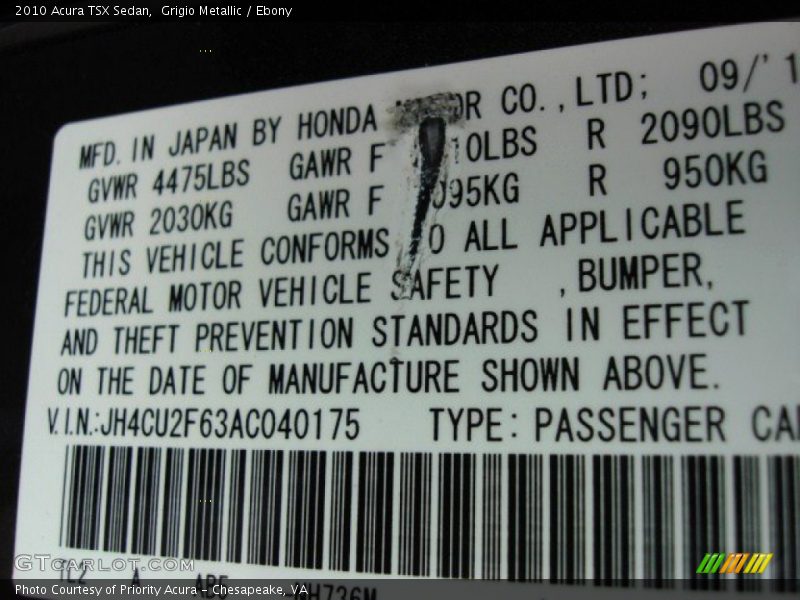 2010 Acura TSX Sedan, Grigio Metallic / Ebony
MFD. IN JAPAN BY HONDA CO.,LTD; 09/'1
GVWR 4475LBS GAWR F 10LBS R 2090LBS
GVWR 2030KG GAWR F 095KG R 950KG
THIS VEHICLE CONFORMS TO ALL APPLICABLE
FEDERAL MOTOR VEHICLE SAFETY ,BUMPER,
AND THEFT PREVENTION STANDARDS IN EFFECT
ON THE DATE OF MANUFACTURE SHOWN ABOVE.
V.I.N.:JH4CU2F63AC040175 TYPE: PASSENGER CA
GTCARLOT.COM
TL2 A
Photo Courtesy of Priority Acura - Chesapeake, VA